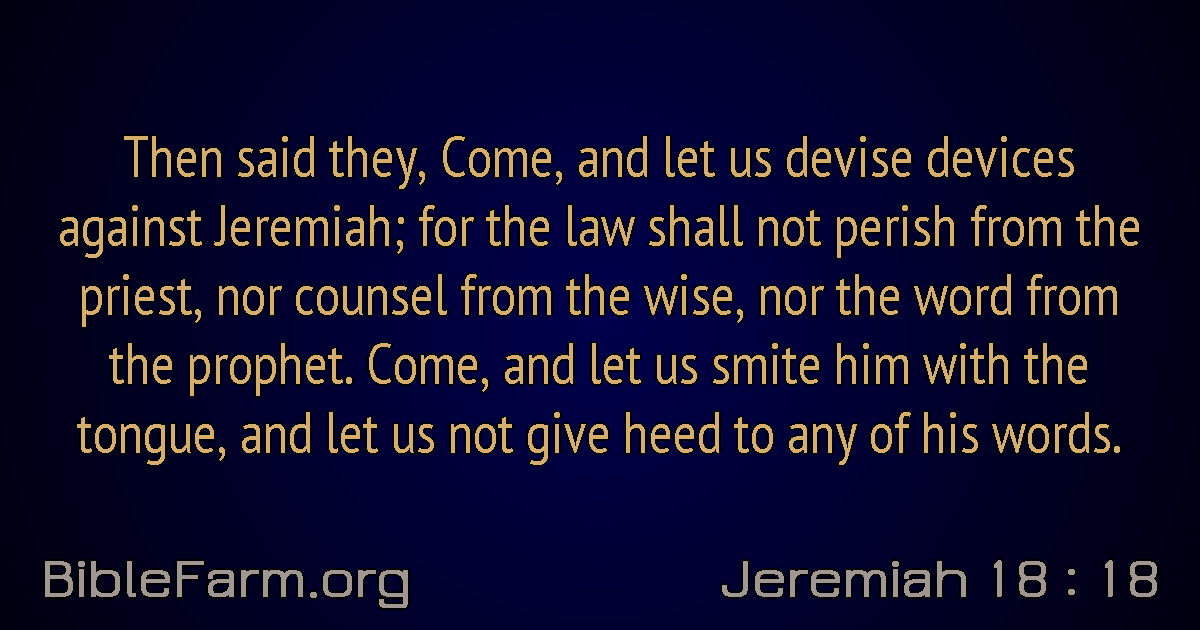 Then said they, Come, and let us devise devices
against Jeremiah; for the law shall not perish from the
priest, nor counsel from the wise, nor the word from
the prophet. Come, and let us smite him with the
tongue, and let us not give heed to any of his words.
BibleFarm.org
Jeremiah 18 : 18